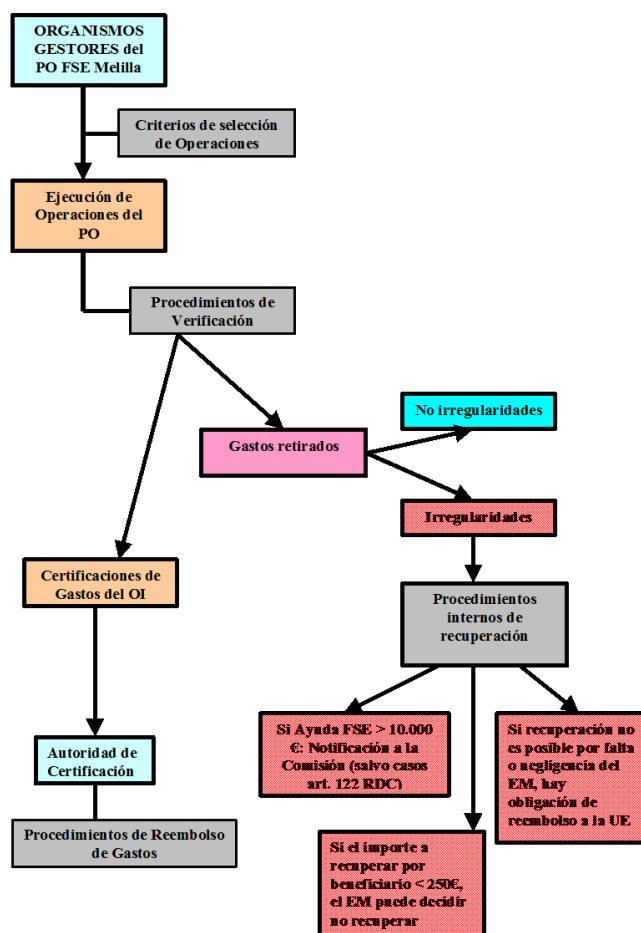 ORGANISMOS
GESTORES del
PO FSE Melilla
Criterios de selección
de Operaciones
Ejecución de
Operaciones del
PO
Procedimientos de
Verificación
No irregularidades
Gastos retirados
Irregularidades
Certificaciones de
Gastos del OI
Procedimientos
internos de
recuperación
Si Ayuda FSE > 10.000
€: Notificación a la
Comisión (salvo casos
art. 122 RDC)
Si recuperación no
es posible por falta
o negligencia del
EM, hay
obligación de
reembolso a la UE
Autoridad de
Certificación
Procedimientos de Reembolso
de Gastos
Si el importe a
recuperar por
beneficiario < 250€,
el EM puede decidir
no recuperar